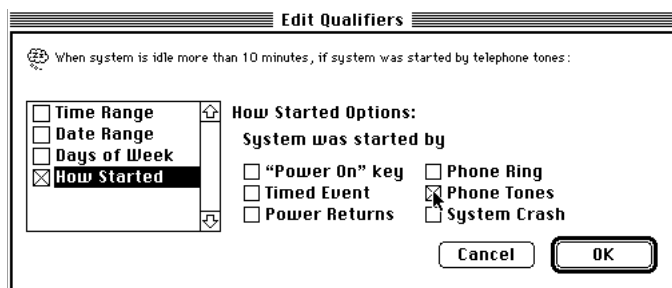 Edit Qualifiers
When system is idle more than 10 minutes, if system was started by telephone tones:
Time Range
Date Range
Days of Week
How Started
How Started Options:
System was started by
“Power On” key
Phone Ring
Timed Event
Phone Tones
Power Returns
System Crash
Cancel
OK